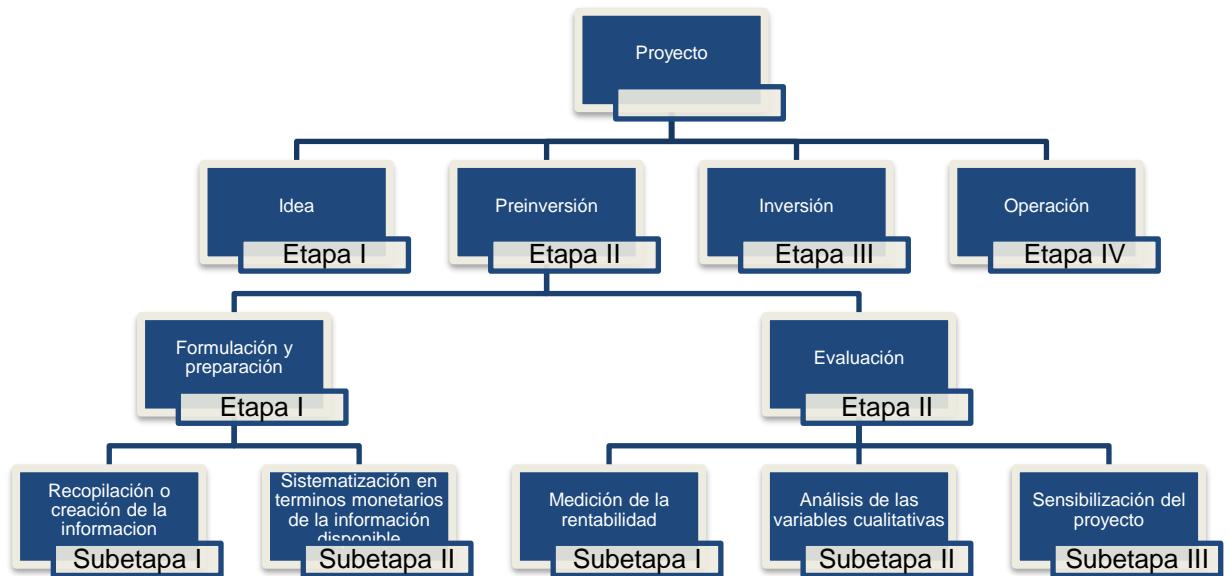 Proyecto
Idea
Etapa I
Preinversión
Etapa II
Inversión
Etapa III
Operación
Etapa IV
Formulación y
preparación
Etapa I
Evaluación
Etapa II
Recopilación o
creación de la
informacion
Subetapa I
Sistematización en
terminos monetarios
de la información
disponible
Subetapa II
Medición de la
rentabilidad
Subetapa I
Análisis de las
variables cualitativas
Subetapa II
Sensibilización del
proyecto
Subetapa III